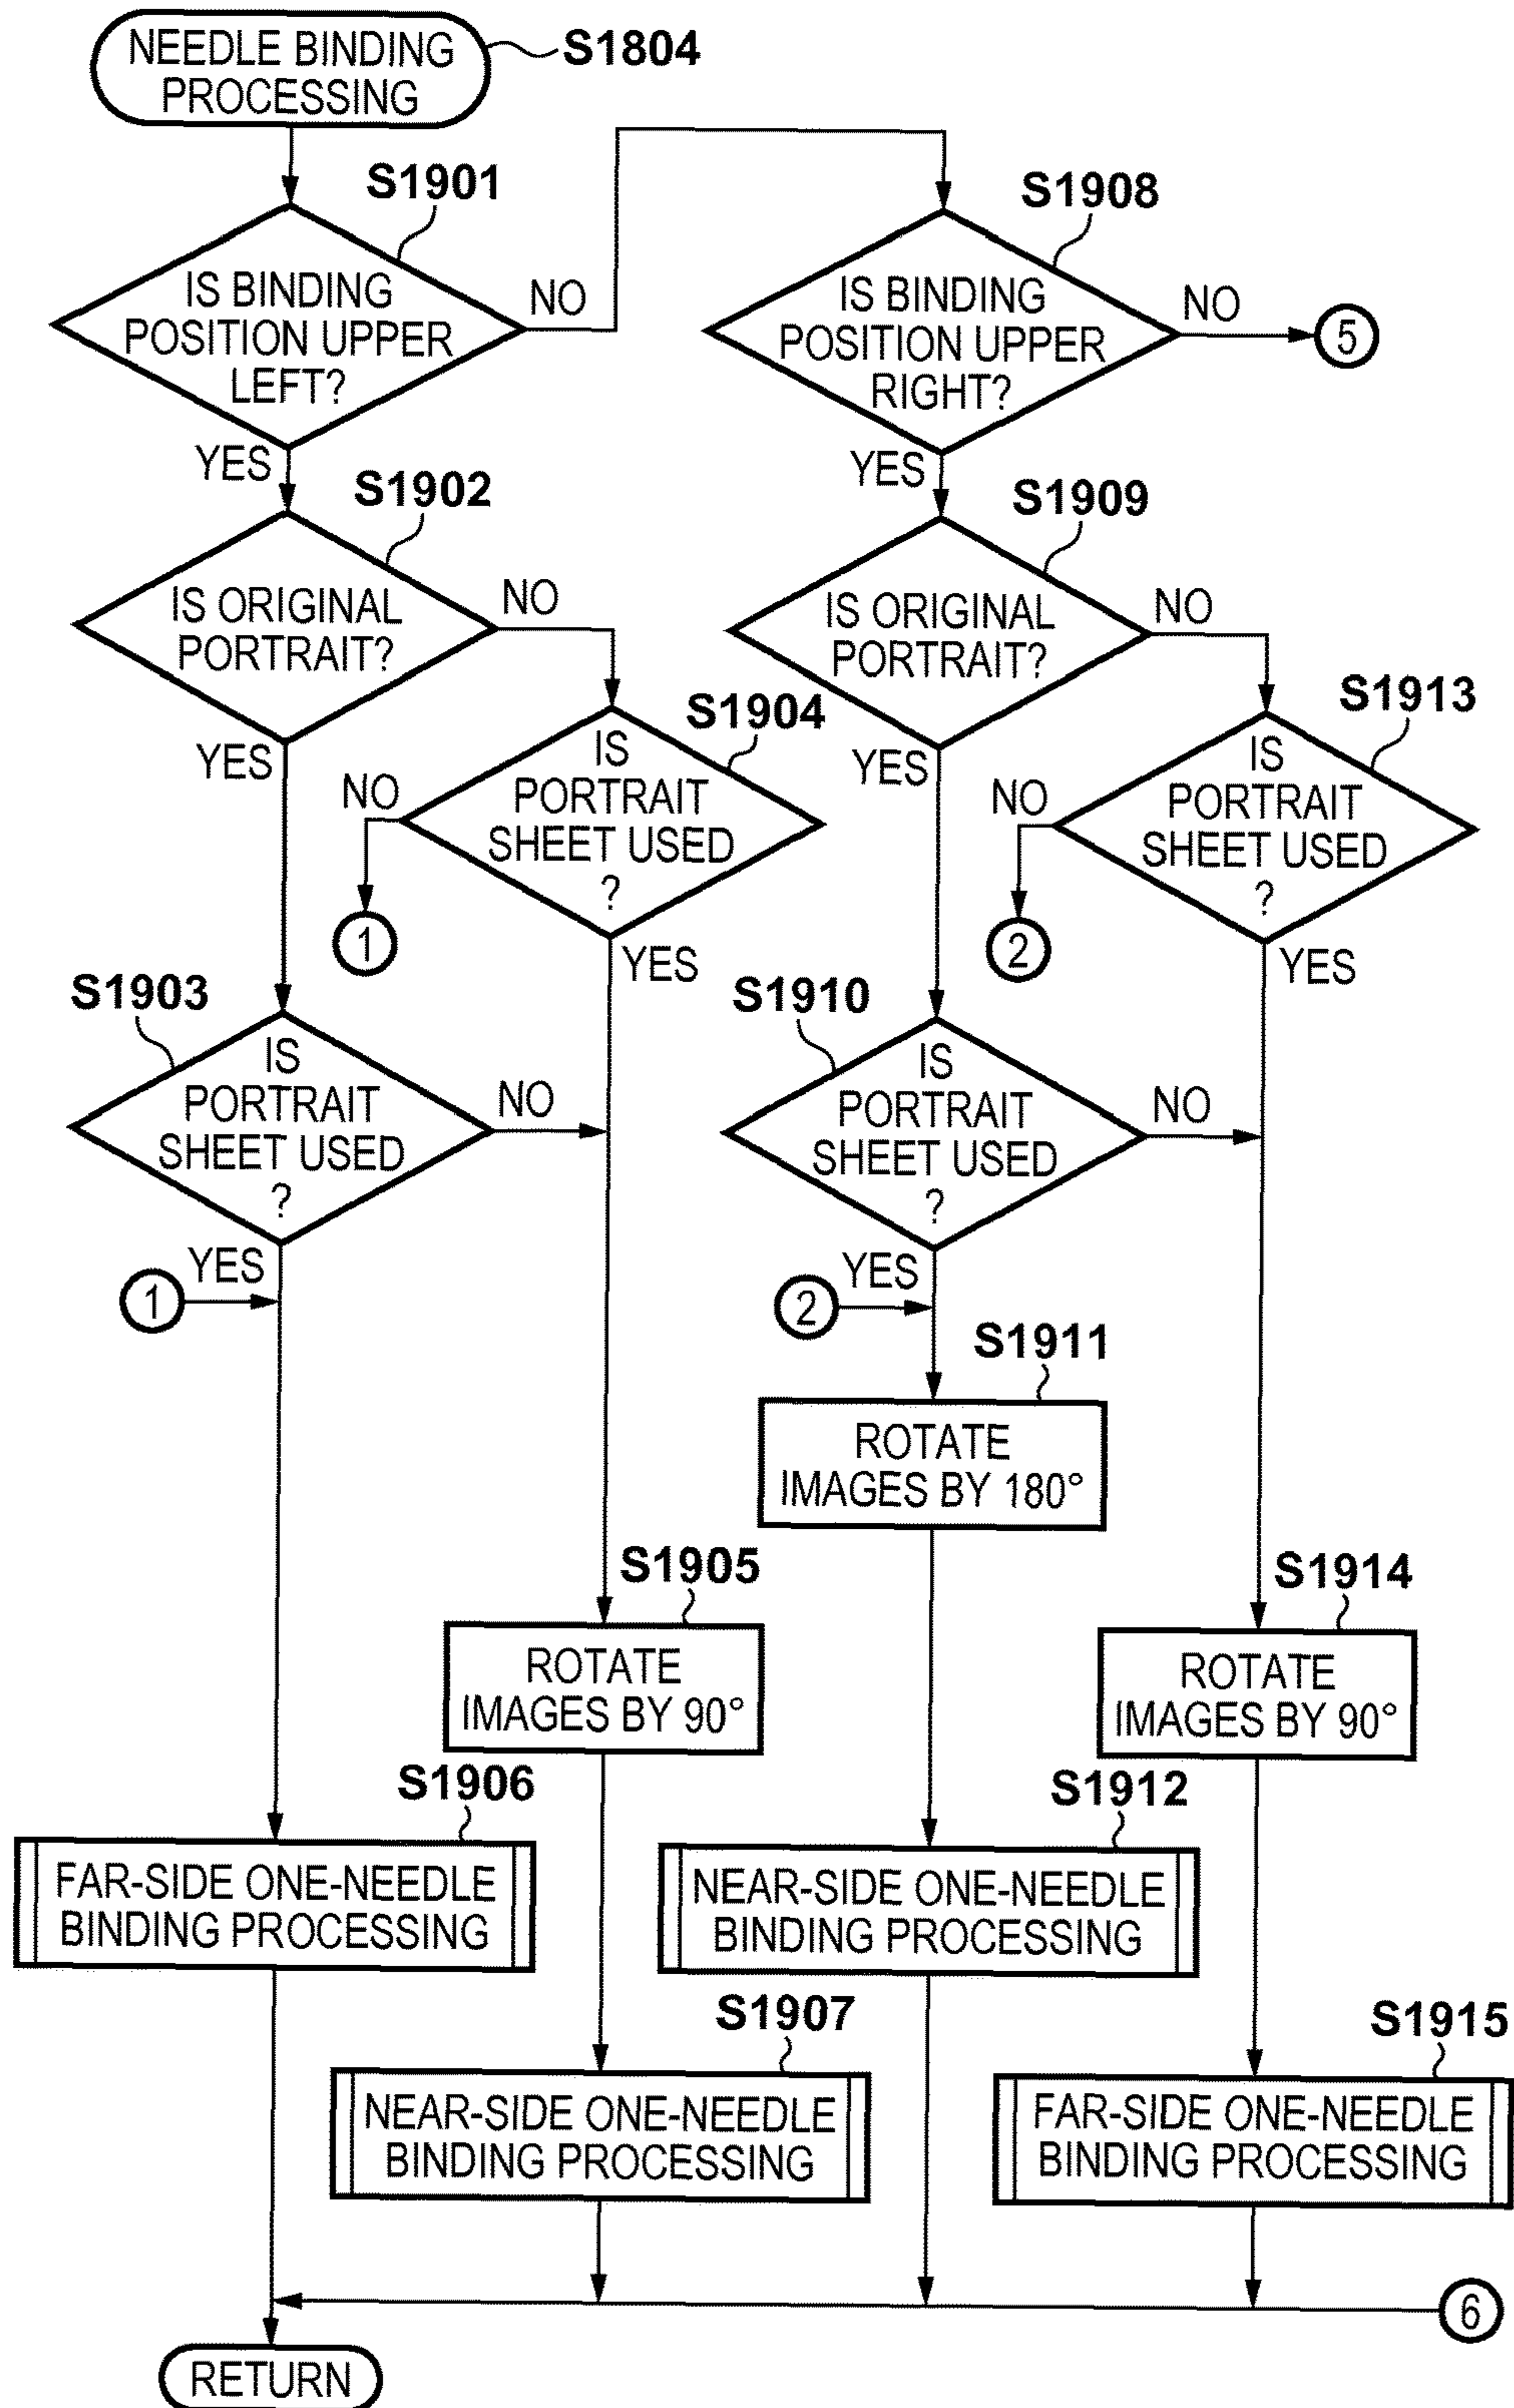 NEEDLE BINDING
PROCESSING
S1804
S1901
IS BINDING
POSITION UPPER
LEFT?
NO
YES
S1908
IS BINDING
POSITION UPPER
RIGHT?
NO
5
YES
S1902
IS ORIGINAL
PORTRAIT?
NO
YES
S1904
IS
PORTRAIT
SHEET USED
?
NO
1
YES
S1909
IS ORIGINAL
PORTRAIT?
NO
YES
S1913
IS
PORTRAIT
SHEET USED
?
NO
2
YES
S1903
IS
PORTRAIT
SHEET USED
?
NO
YES
1
S1910
IS
PORTRAIT
SHEET USED
?
NO
YES
2
S1911
ROTATE
IMAGES BY 180°
S1905
ROTATE
IMAGES BY 90°
S1914
ROTATE
IMAGES BY 90°
S1906
FAR-SIDE ONE-NEEDLE
BINDING PROCESSING
S1912
NEAR-SIDE ONE-NEEDLE
BINDING PROCESSING
S1907
NEAR-SIDE ONE-NEEDLE
BINDING PROCESSING
S1915
FAR-SIDE ONE-NEEDLE
BINDING PROCESSING
6
RETURN